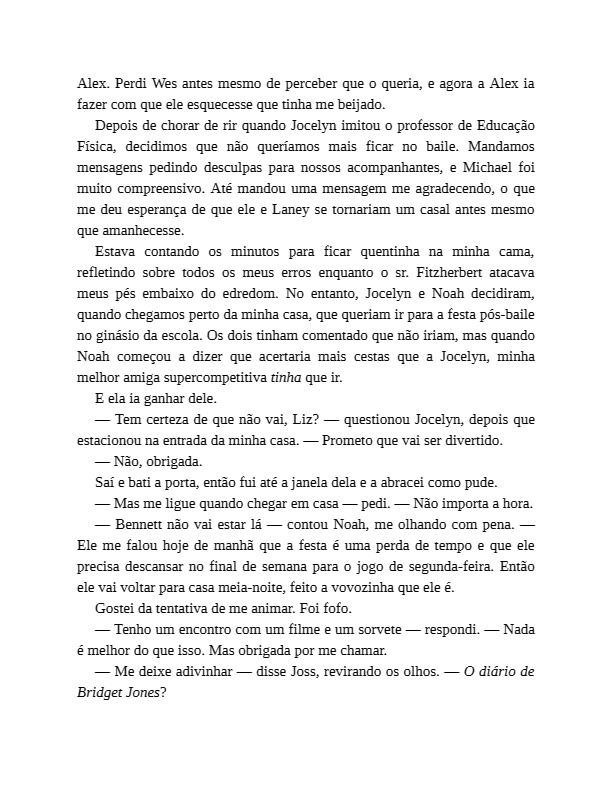 Alex. Perdi Wes antes mesmo de perceber que o queria, e agora a Alex ia
fazer com que ele esquecesse que tinha me beijado.
Depois de chorar de rir quando Jocelyn imitou o professor de Educação
Física, decidimos que não queríamos mais ficar no baile. Mandamos
mensagens pedindo desculpas para nossos acompanhantes, e Michael foi
muito compreensivo. Até mandou uma mensagem me agradecendo, o que
me deu esperança de que ele e Laney se tornariam um casal antes mesmo
que amanhecesse.
Estava contando os minutos para ficar quentinha na minha cama,
refletindo sobre todos os meus erros enquanto o sr. Fitzherbert atacava
meus pés embaixo do edredom. No entanto, Jocelyn e Noah decidiram,
quando chegamos perto da minha casa, que queriam ir para a festa pós-baile
no ginásio da escola. Os dois tinham comentado que não iriam, mas quando
Noah começou a dizer que acertaria mais cestas que a Jocelyn, minha
melhor amiga supercompetitiva tinha que ir.
E ela ia ganhar dele.
— Tem certeza de que não vai, Liz? — questionou Jocelyn, depois que
estacionou na entrada da minha casa. — Prometo que vai ser divertido.
— Não, obrigada.
Saí e bati a porta, então fui até a janela dela e a abracei como pude.
— Mas me ligue quando chegar em casa — pedi. — Não importa a hora.
— Bennett não vai estar lá — contou Noah, me olhando com pena. —
Ele me falou hoje de manhã que a festa é uma perda de tempo e que ele
precisa descansar no final de semana para o jogo de segunda-feira. Então
ele vai voltar para casa meia-noite, feito a vovozinha que ele é.
Gostei da tentativa de me animar. Foi fofo.
— Tenho um encontro com um filme e um sorvete — respondi. — Nada
é melhor do que isso. Mas obrigada por me chamar.
— Me deixe adivinhar — disse Joss, revirando os olhos. — O diário de
Bridget Jones?